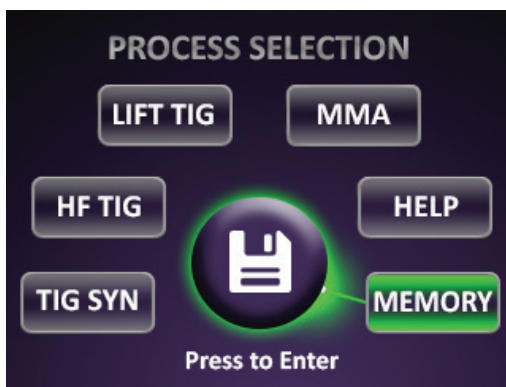 PROCESS SELECTION
LIFT TIG
MMA
HF TIG
HELP
TIG SYN
MEMORY
Press to Enter